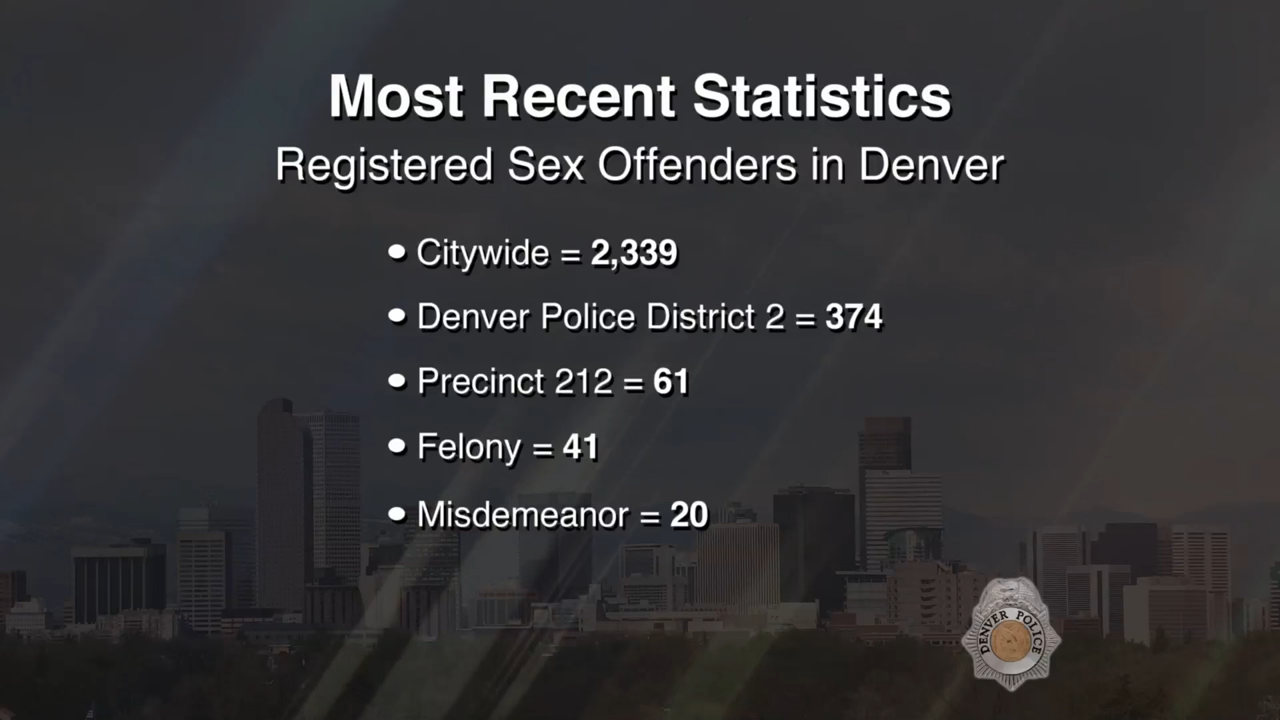 Most Recent Statistics
Registered Sex Offenders in Denver
• Citywide = 2,339
• Denver Police District 2 = 374
• Precinct 212 = 61
• Felony = 41
• Misdemeanor = 20
DENVER POLICE